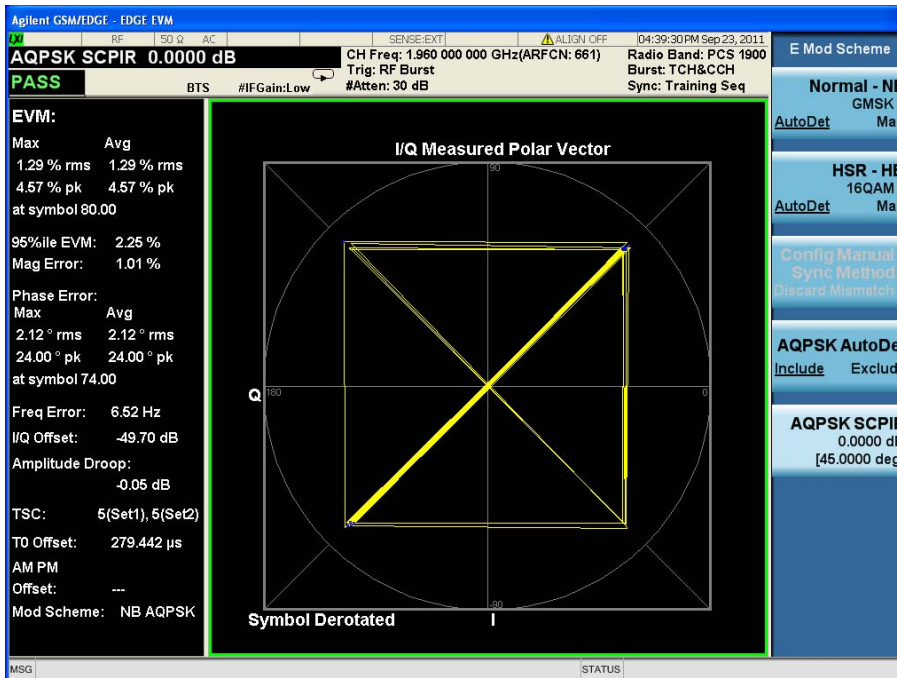 Agilent GSM/EDGE - EDGE EVM
LXI RF 50 Ω AC SENSE:EXT ALIGN OFF 04:39:30 PM Sep 23, 2011
AQPSK SCPIR 0.0000 dB
CH Freq: 1.960 000 000 GHz(ARFCN: 661)
Radio Band: PCS 1900
Trig: RF Burst
Burst: TCH&CCH
PASS
BTS
#IFGain:Low
#Atten: 30 dB
Sync: Training Seq
EVM:
Max Avg
1.29 % rms 1.29 % rms
4.57 % pk 4.57 % pk
at symbol 80.00
95%ile EVM: 2.25 %
Mag Error: 1.01 %
Phase Error:
Max Avg
2.12 ° rms 2.12 ° rms
24.00 ° pk 24.00 ° pk
at symbol 74.00
Freq Error: 6.52 Hz
I/Q Offset: -49.70 dB
Amplitude Droop:
-0.05 dB
TSC: 5(Set1), 5(Set2)
T0 Offset: 279.442 µs
AM PM
Offset: ---
Mod Scheme: NB AQPSK
I/Q Measured Polar Vector
90
Q
180
0
-90
Symbol Derotated
I
E Mod Scheme
Normal - NB
GMSK
AutoDet Ma
HSR - HB
16QAM
AutoDet Ma
Config Manual
Sync Method
Discard Mismatch
AQPSK AutoDe
Include Exclud
AQPSK SCPIR
0.0000 dB
[45.0000 deg
MSG
STATUS